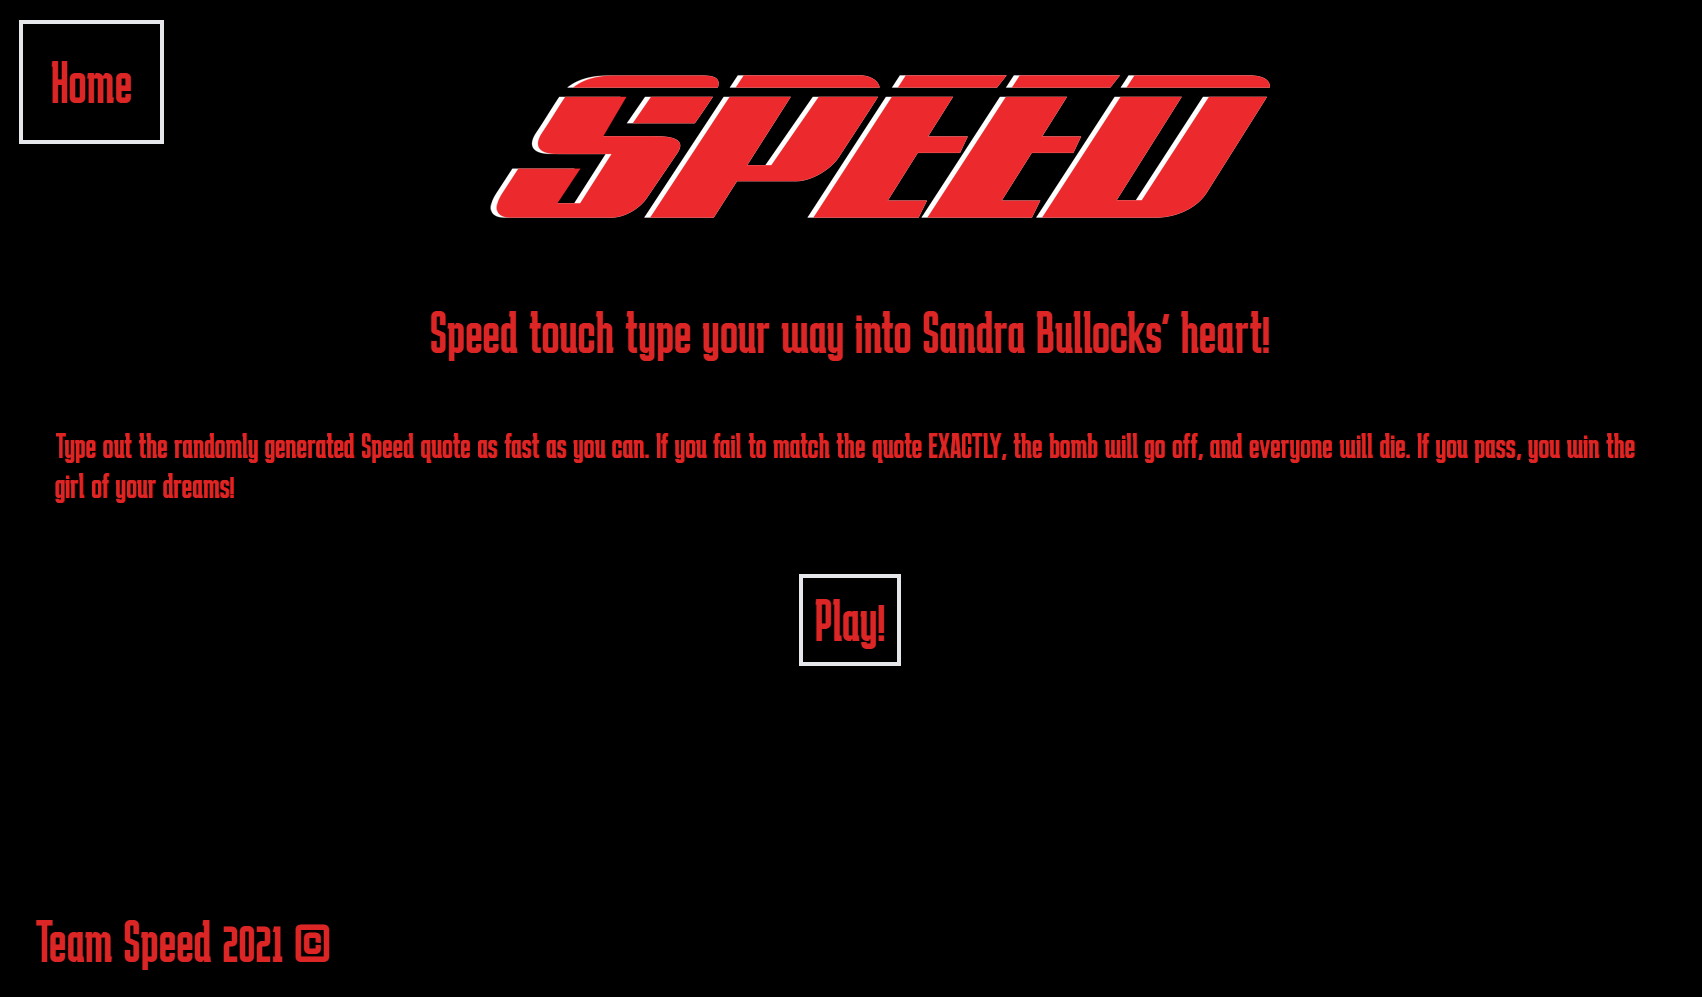 Home
SPEED
Speed touch type your way into Sandra Bullocks’ heart!
Type out the randomly generated Speed quote as fast as you can. If you fail to match the quote EXACTLY, the bomb will go off, and everyone will die. If you pass, you win the
girl of your dreams!
Play!
Team Speed 2021 ©